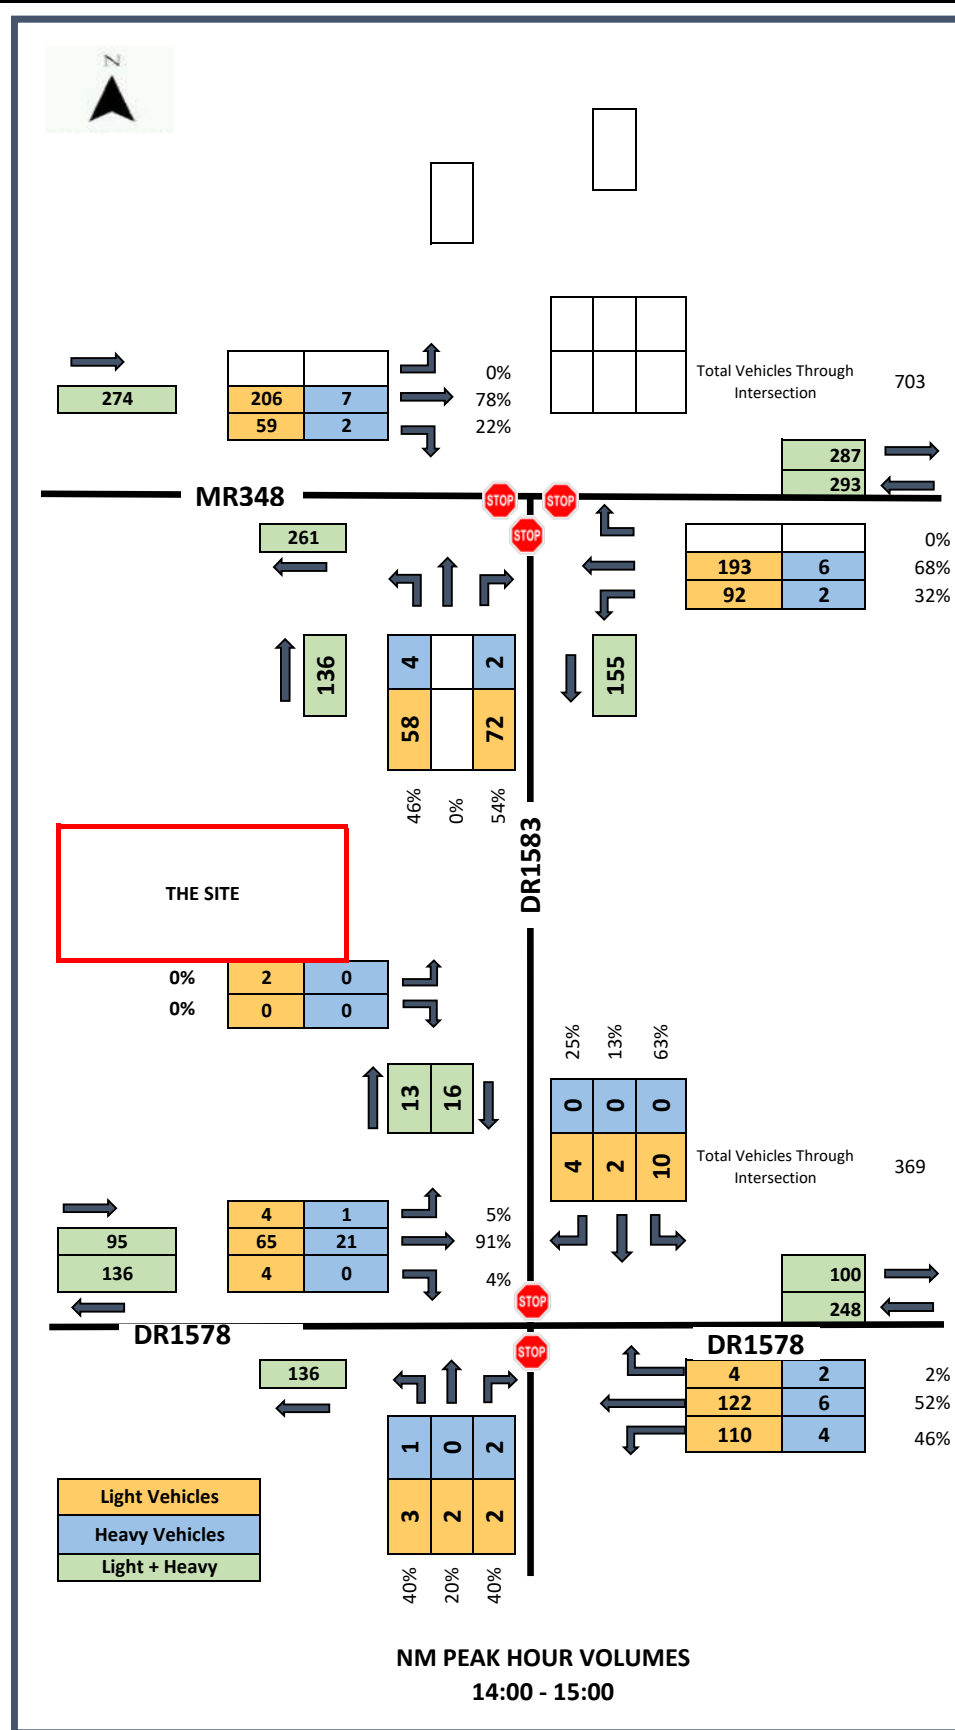 N
274
206 7
59 2
0%
78%
22%
Total Vehicles Through
Intersection
703
287
293
MR348
STOP STOP
STOP
261
0%
193 6 68%
92 2 32%
136
4 2
58 72
46% 0% 54%
155
DR1583
THE SITE
0% 2 0
0% 0 0
13 16
25% 13% 63%
0 0 0
4 2 10
Total Vehicles Through
Intersection
369
95
136
4 1 5%
65 21 91%
4 0 4%
100
248
STOP
DR1578
STOP
DR1578
136
4 2 2%
122 6 52%
110 4 46%
1 0 2
3 2 2
40% 20% 40%
Light Vehicles
Heavy Vehicles
Light + Heavy
NM PEAK HOUR VOLUMES
14:00 - 15:00